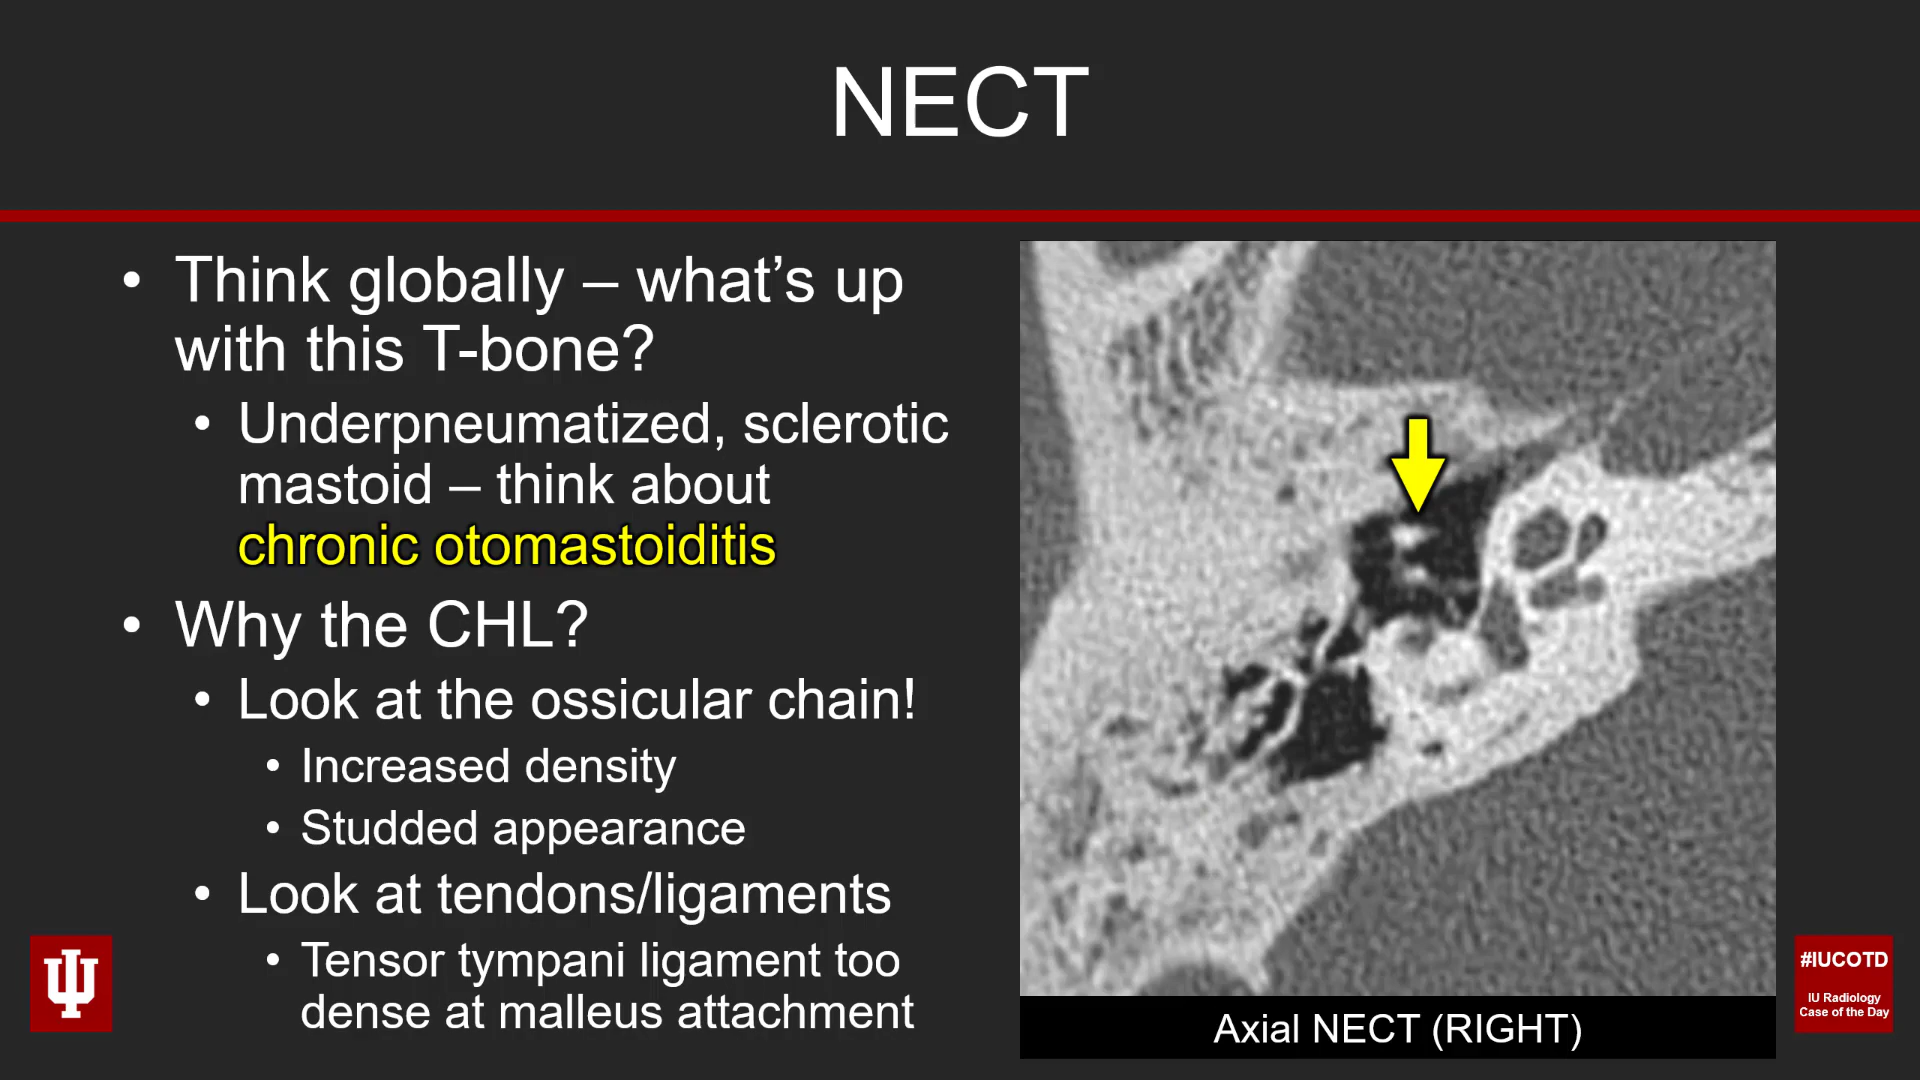 NECT
• Think globally – what’s up
with this T-bone?
• Underpneumatized, sclerotic
mastoid – think about
chronic otomastoiditis
• Why the CHL?
• Look at the ossicular chain!
• Increased density
• Studded appearance
• Look at tendons/ligaments
• Tensor tympani ligament too
dense at malleus attachment
Axial NECT (RIGHT)
#IUCOTD
IU Radiology
Case of the Day